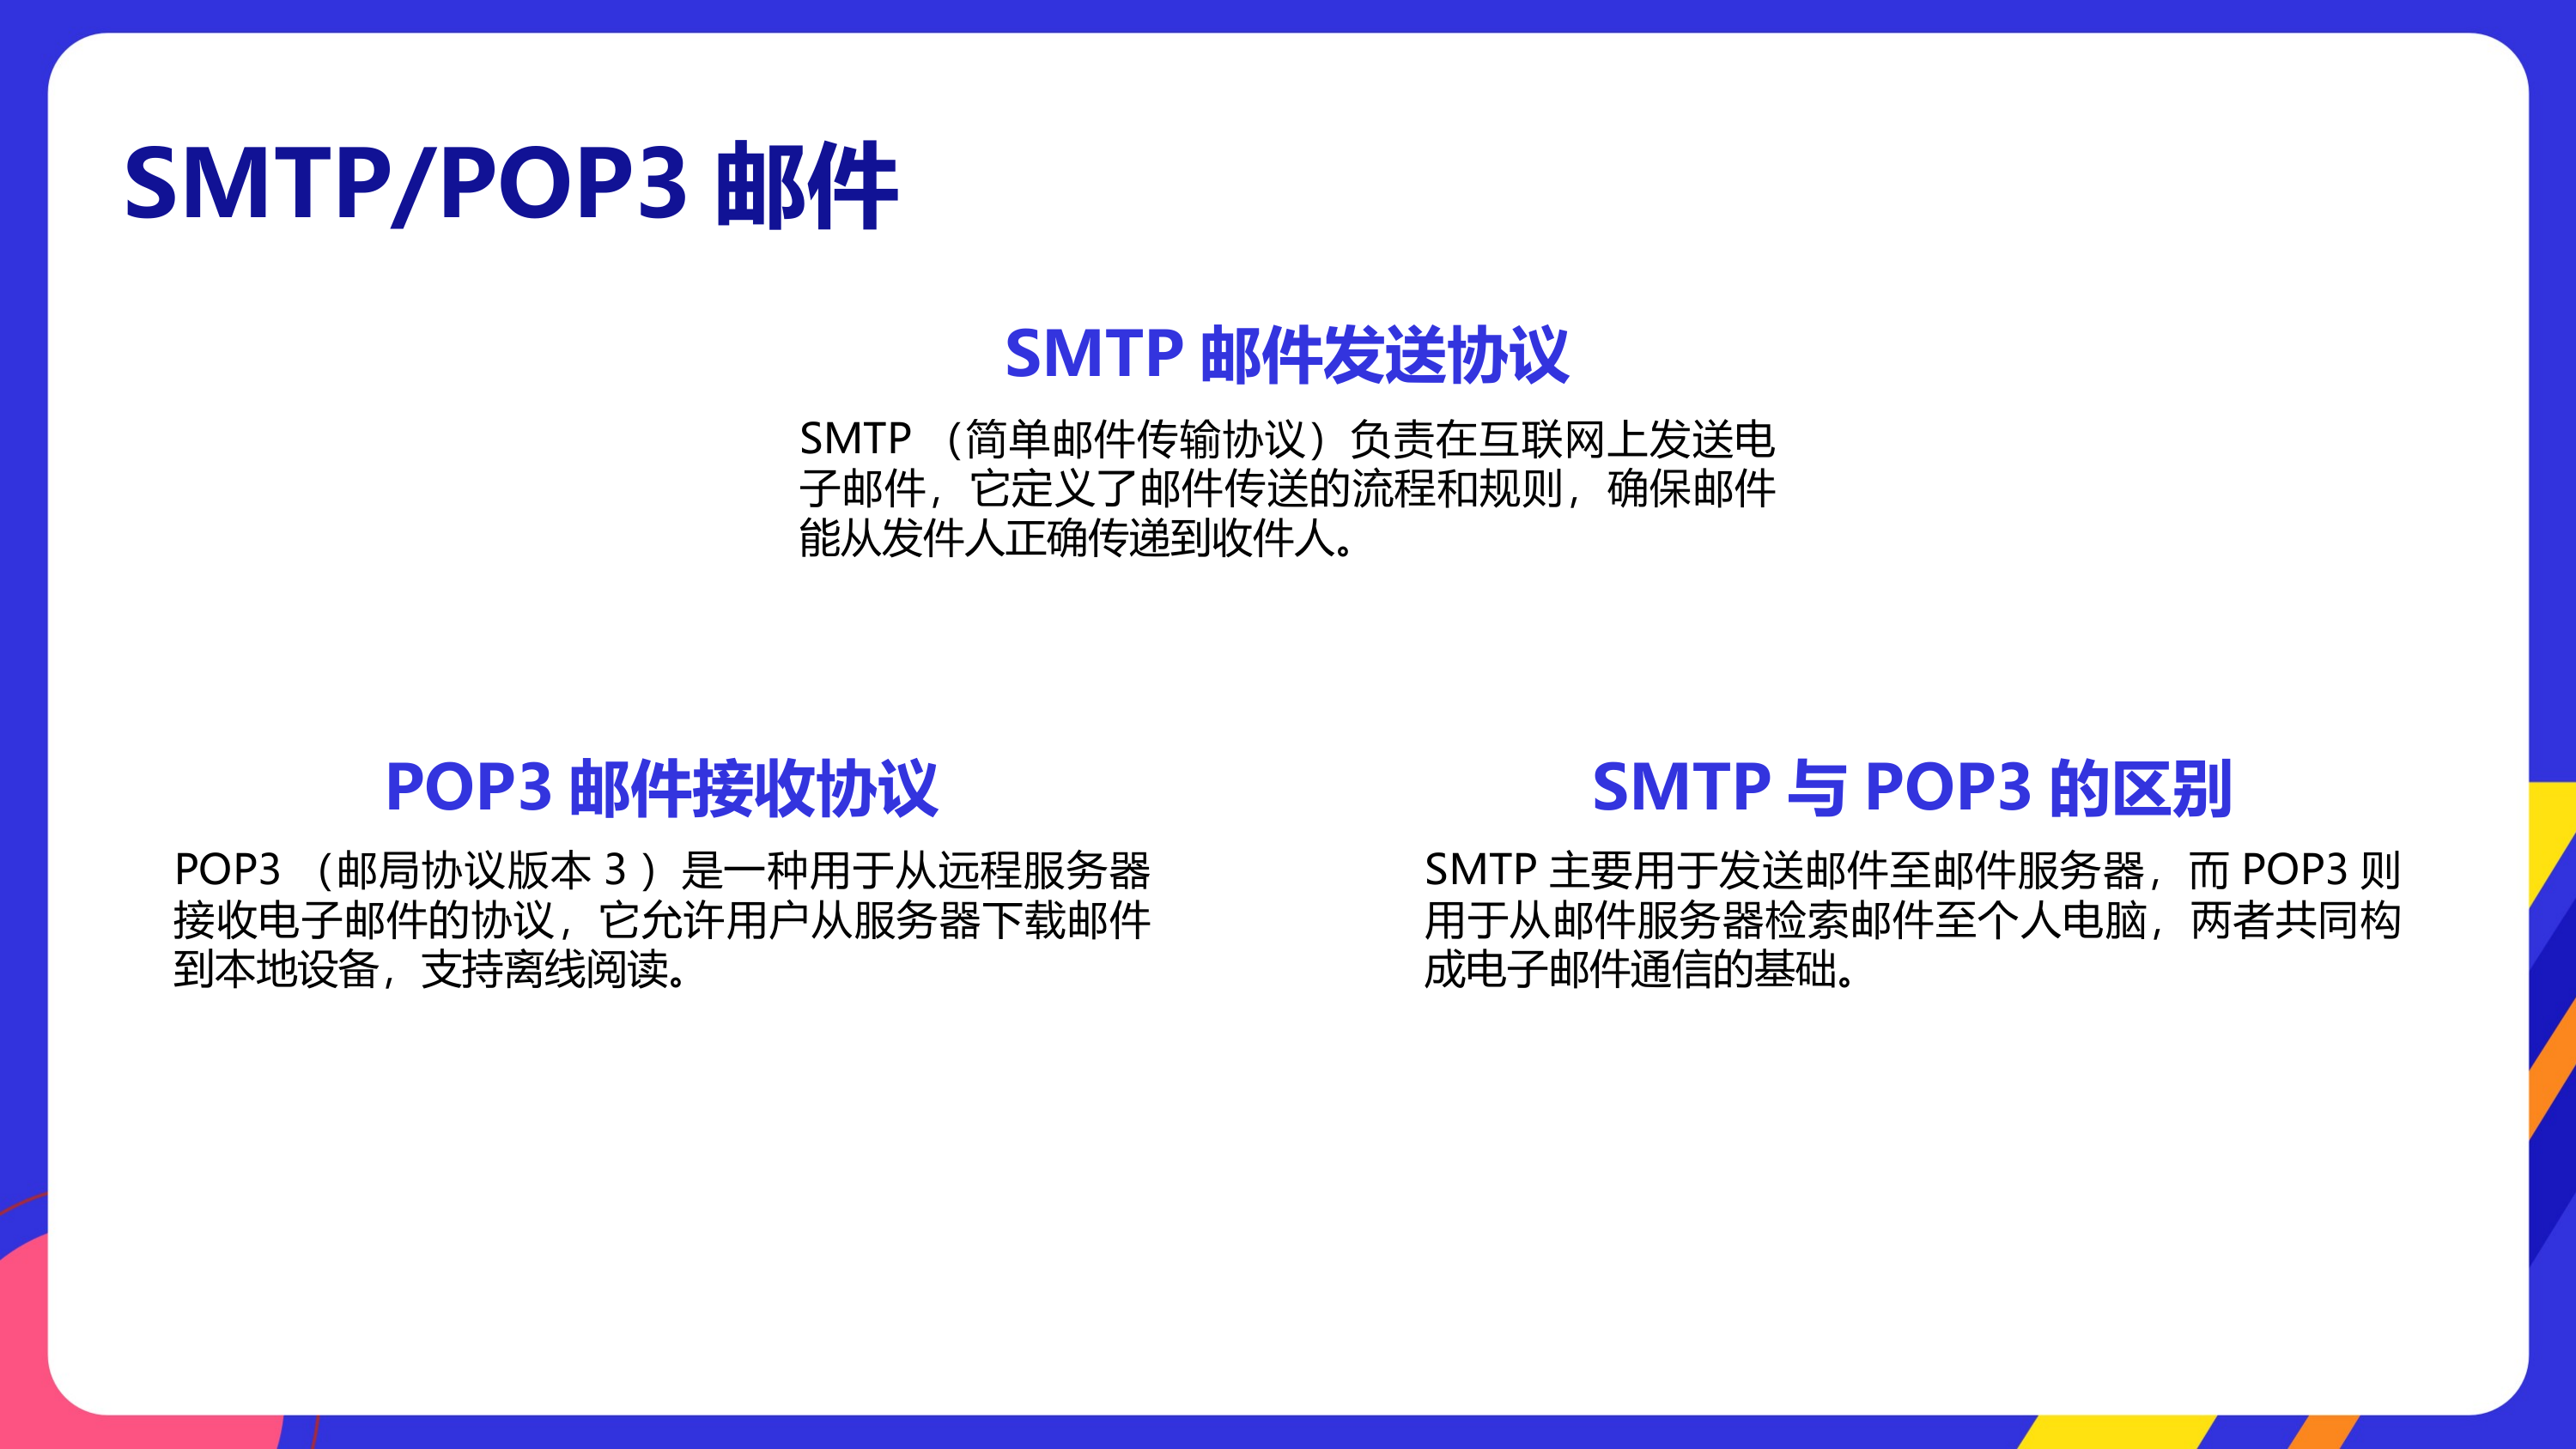 SMTP/POP3 邮件
SMTP 邮件发送协议
SMTP （简单邮件传输协议）负责在互联网上发送电
子邮件，它定义了邮件传送的流程和规则，确保邮件
能从发件人正确传递到收件人。
POP3 邮件接收协议
POP3 （邮局协议版本 3 ）是一种用于从远程服务器
接收电子邮件的协议，它允许用户从服务器下载邮件
到本地设备，支持离线阅读。
SMTP 与 POP3 的区别
SMTP 主要用于发送邮件至邮件服务器，而 POP3 则
用于从邮件服务器检索邮件至个人电脑，两者共同构
成电子邮件通信的基础。